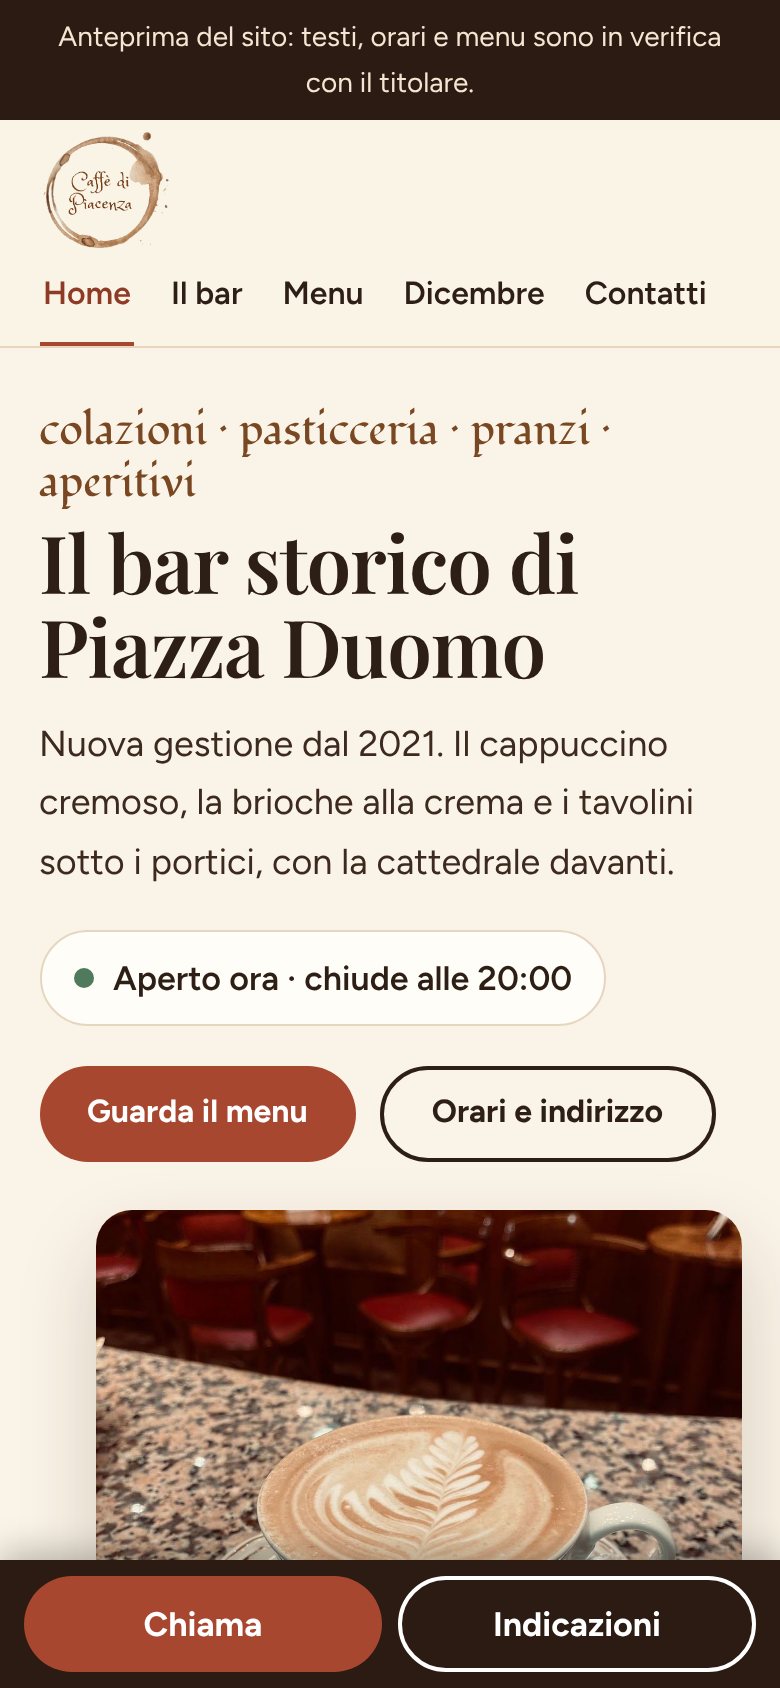 Anteprima del sito: testi, orari e menu sono in verifica
con il titolare.
Caffè di
Piacenza
Home Il bar Menu Dicembre Contatti
colazioni · pasticceria · pranzi ·
aperitivi
Il bar storico di
Piazza Duomo
Nuova gestione dal 2021. Il cappuccino
cremoso, la brioche alla crema e i tavolini
sotto i portici, con la cattedrale davanti.
Aperto ora · chiude alle 20:00
Guarda il menu Orari e indirizzo
Chiama Indicazioni